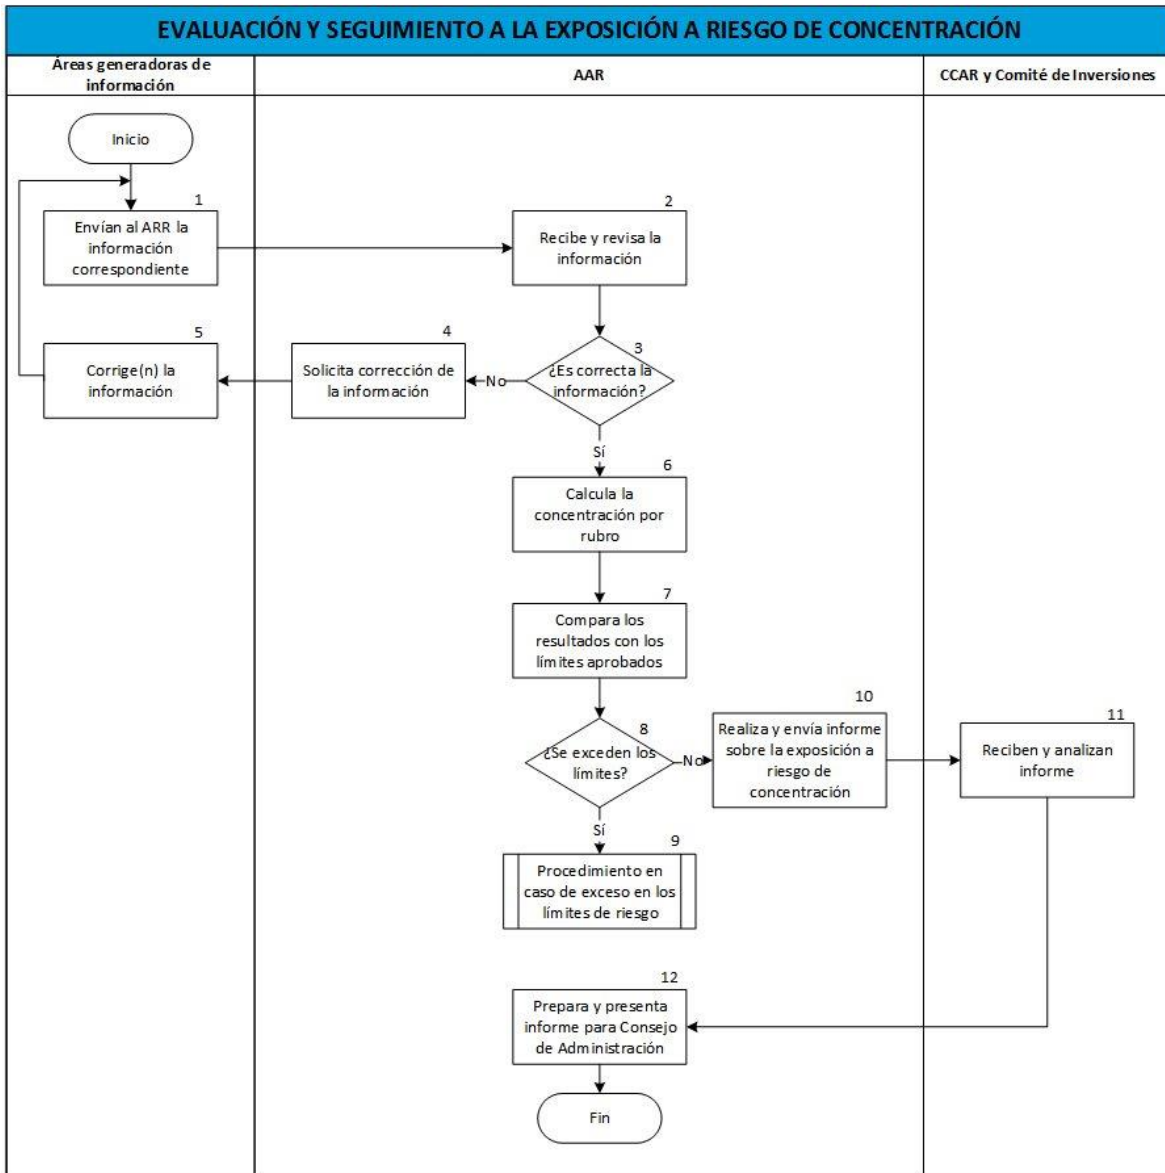 EVALUACIÓN Y SEGUIMIENTO A LA EXPOSICIÓN A RIESGO DE CONCENTRACIÓN
Áreas generadoras de
información
AAR
CCAR y Comité de Inversiones
Inicio
1
Envían al ARR la
información
correspondiente
2
Recibe y revisa la
información
3
¿Es correcta la
información?
No
4
Solicita corrección de
la información
5
Corrige(n) la
información
Sí
6
Calcula la
concentración por
rubro
7
Compara los
resultados con los
límites aprobados
8
¿Se exceden los
límites?
No
10
Realiza y envía informe
sobre la exposición a
riesgo de
concentración
11
Reciben y analizan
informe
Sí
9
Procedimiento en
caso de exceso en los
límites de riesgo
12
Prepara y presenta
informe para Consejo
de Administración
Fin